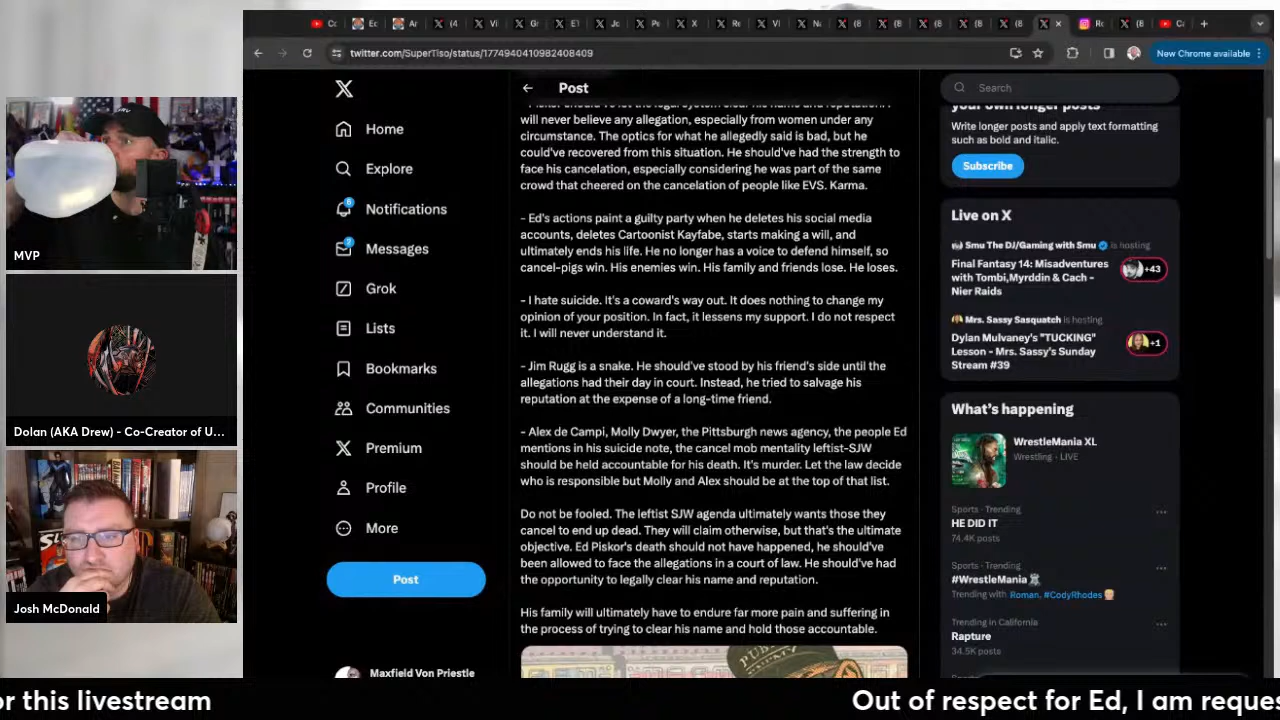 twitter.com/SuperTiso/status/1774940410982408409
New Chrome available
Home
Explore
Notifications
Messages
Grok
Lists
Bookmarks
Communities
Premium
Profile
More
Post
Maxfield Von Priestle
Post
will never believe any allegation, especially from women under any
circumstance. The optics for what he allegedly said is bad, but he
could've recovered from this situation. He should've had the strength to
face his cancelation, especially considering he was part of the same
crowd that cheered on the cancelation of people like EVS. Karma.
- Ed's actions paint a guilty party when he deletes his social media
accounts, deletes Cartoonist Kayfabe, starts making a will, and
ultimately ends his life. He no longer has a voice to defend himself, so
cancel-pigs win. His enemies win. His family and friends lose. He loses.
- I hate suicide. It's a coward's way out. It does nothing to change my
opinion of your position. In fact, it lessens my support. I do not respect
it. I will never understand it.
- Jim Rugg is a snake. He should've stood by his friend's side until the
allegations had their day in court. Instead, he tried to salvage his
reputation at the expense of a long-time friend.
- Alex de Campi, Molly Dwyer, the Pittsburgh news agency, the people Ed
mentions in his suicide note, the cancel mob mentality leftist-SJW
should be held accountable for his death. It's murder. Let the law decide
who is responsible but Molly and Alex should be at the top of that list.
Do not be fooled. The leftist SJW agenda ultimately wants those they
cancel to end up dead. They will claim otherwise, but that's the ultimate
objective. Ed Piskor's death should not have happened, he should've
been allowed to face the allegations in a court of law. He should've had
the opportunity to legally clear his name and reputation.
His family will ultimately have to endure far more pain and suffering in
the process of trying to clear his name and hold those accountable.
Search
your own longer posts
Write longer posts and apply text formatting
such as bold and italic.
Subscribe
Live on X
Smu The DJ/Gaming with Smu is hosting
Final Fantasy 14: Misadventures
with Tombi,Myrddin & Cach -
Nier Raids
+43
Mrs. Sassy Sasquatch is hosting
Dylan Mulvaney's "TUCKING"
Lesson - Mrs. Sassy's Sunday
Stream #39
+1
What's happening
WrestleMania XL
Wrestling · LIVE
Sports · Trending
HE DID IT
74.4K posts
Sports · Trending
#WrestleMania
Trending with Roman, #CodyRhodes
Trending in California
Rapture
34.5K posts
MVP
Dolan (AKA Drew) - Co-Creator of U...
Josh McDonald
or this livestream
Out of respect for Ed, I am reques